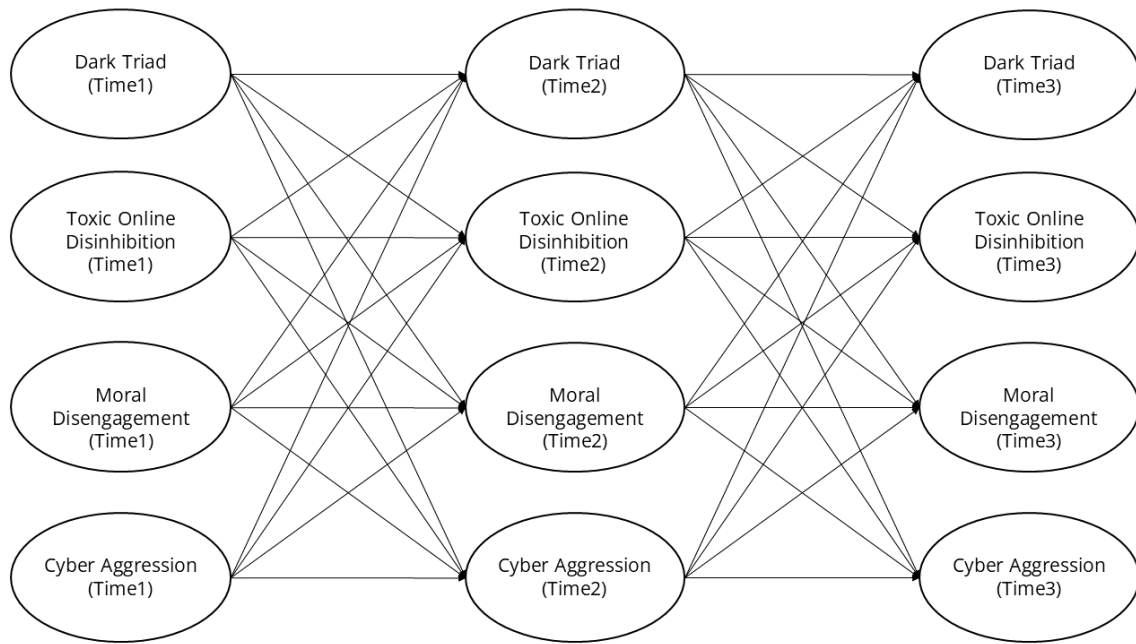 Dark Triad
(Time1)
Dark Triad
(Time2)
Dark Triad
(Time3)
Toxic Online
Disinhibition
(Time1)
Toxic Online
Disinhibition
(Time2)
Toxic Online
Disinhibition
(Time3)
Moral
Disengagement
(Time1)
Moral
Disengagement
(Time2)
Moral
Disengagement
(Time3)
Cyber Aggression
(Time1)
Cyber Aggression
(Time2)
Cyber Aggression
(Time3)